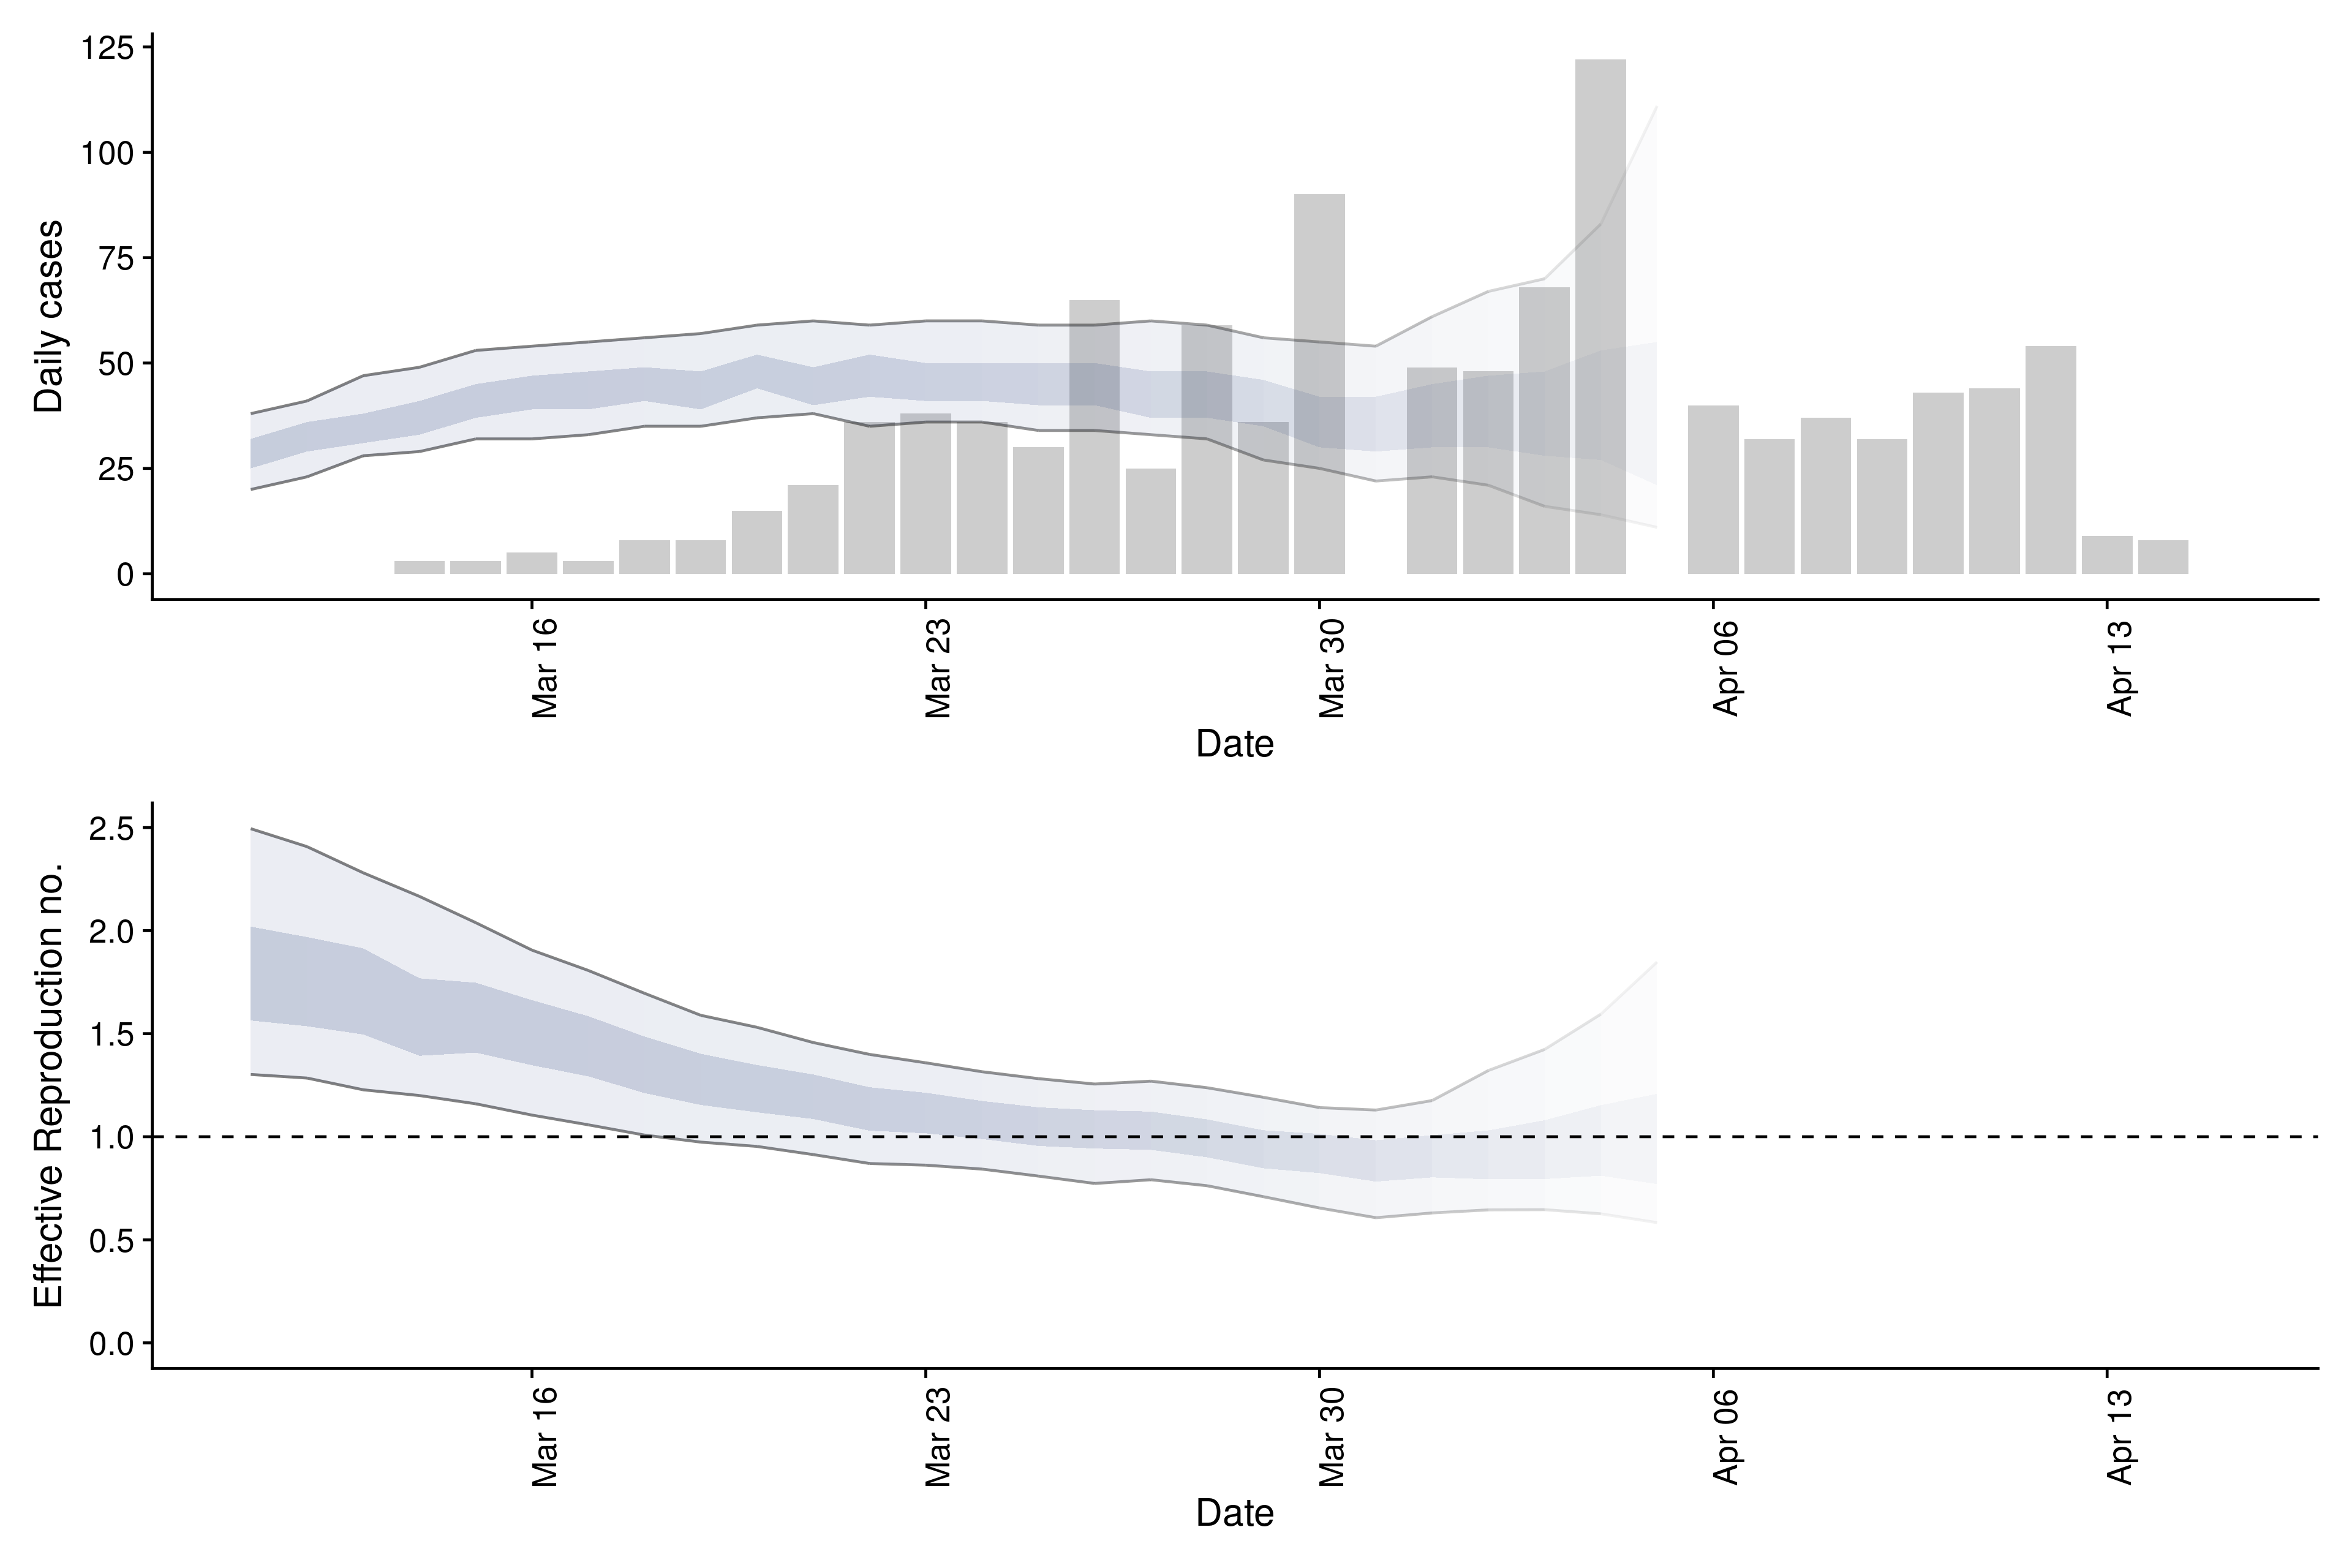 125
100
75
50
25
0
Daily cases
Mar 16
Mar 23
Mar 30
Apr 06
Apr 13
Date
2.5
2.0
1.5
1.0
0.5
0.0
Effective Reproduction no.
Mar 16
Mar 23
Mar 30
Apr 06
Apr 13
Date